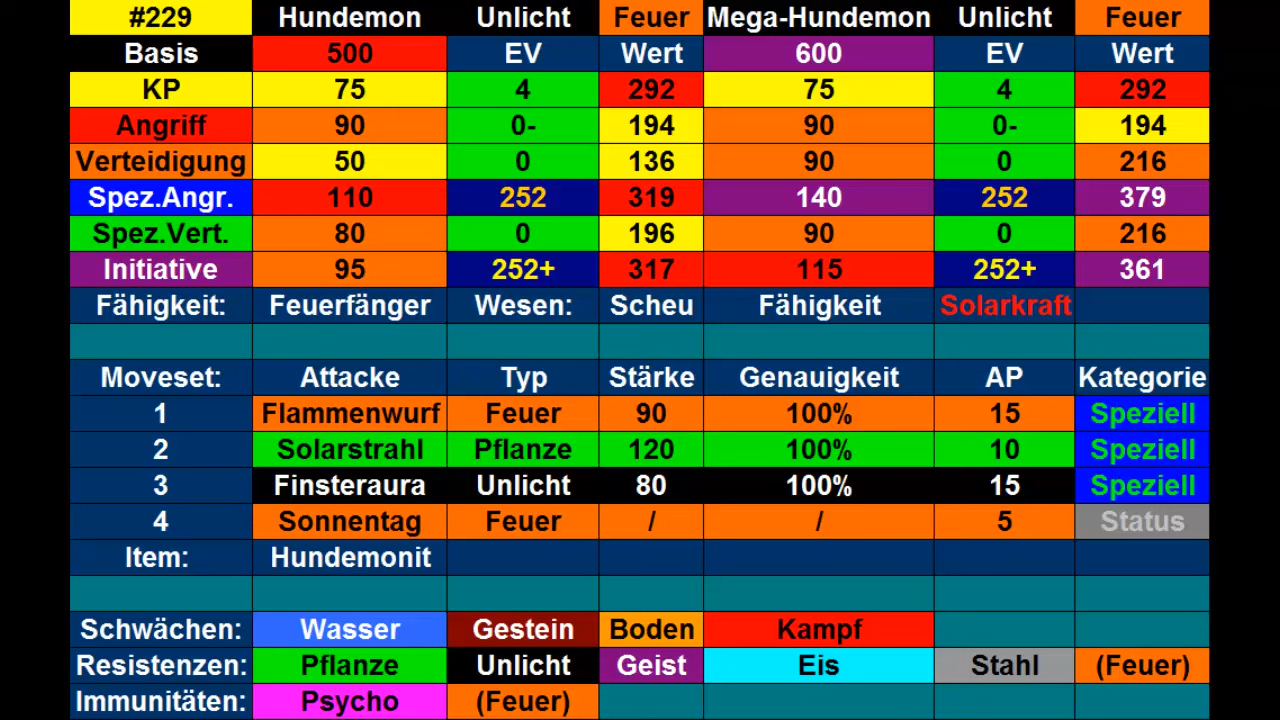 #229 Hundemon Unlicht Feuer Mega-Hundemon Unlicht Feuer
Basis 500 EV Wert 600 EV Wert
KP 75 4 292 75 4 292
Angriff 90 0- 194 90 0- 194
Verteidigung 50 0 136 90 0 216
Spez.Angr. 110 252 319 140 252 379
Spez.Vert. 80 0 196 90 0 216
Initiative 95 252+ 317 115 252+ 361
Fähigkeit: Feuerfänger Wesen: Scheu Fähigkeit Solarkraft
Moveset: Attacke Typ Stärke Genauigkeit AP Kategorie
1 Flammenwurf Feuer 90 100% 15 Speziell
2 Solarstrahl Pflanze 120 100% 10 Speziell
3 Finsteraura Unlicht 80 100% 15 Speziell
4 Sonnentag Feuer / / 5 Status
Item: Hundemonit
Schwächen: Wasser Gestein Boden Kampf
Resistenzen: Pflanze Unlicht Geist Eis Stahl (Feuer)
Immunitäten: Psycho (Feuer)